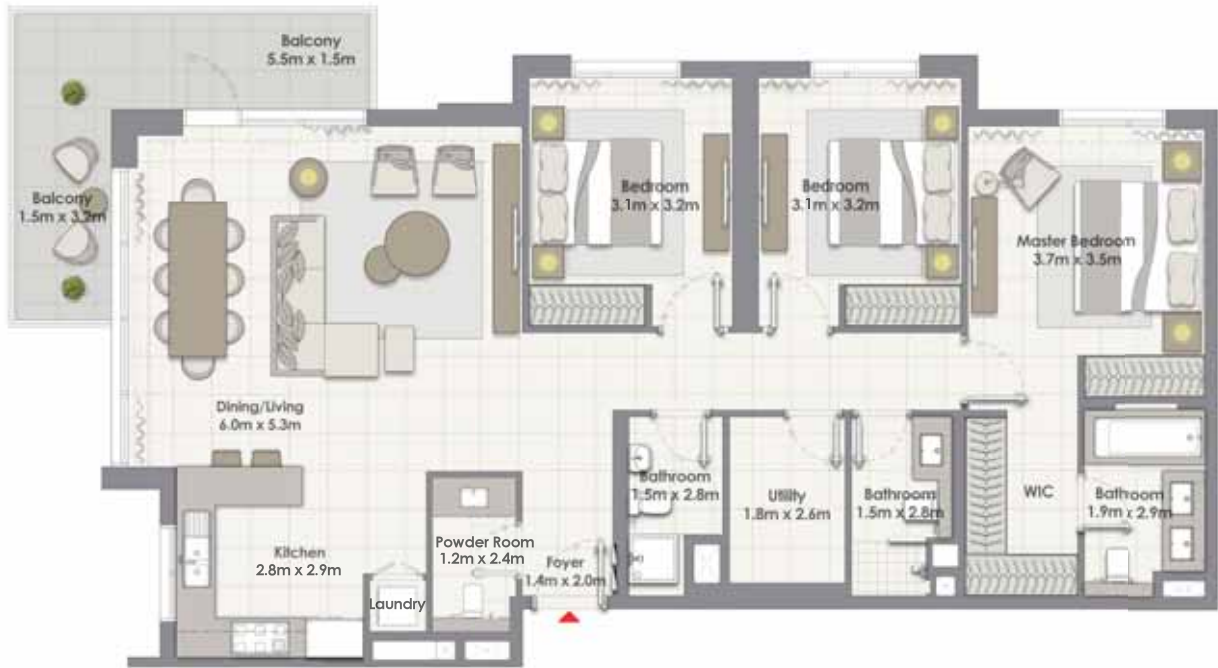 Balcony
5.5m x 1.5m
Balcony
1.5m x 3.2m
Bedroom
3.1m x 3.2m
Bedroom
3.1m x 3.2m
Master Bedroom
3.7m x 3.5m
Dining/Living
6.0m x 5.3m
Bathroom
1.5m x 2.8m
Utility
1.8m x 2.6m
Bathroom
1.5m x 2.8m
WIC
Bathroom
1.9m x 2.9m
Kitchen
2.8m x 2.9m
Powder Room
1.2m x 2.4m
Foyer
1.4m x 2.0m
Laundry